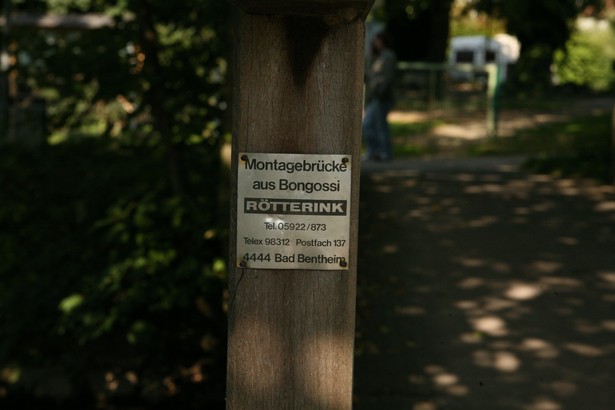 Montagebrücke
aus Bongossi
RÖTTERINK
Tel. 05922/873
Telex 98312 Postfach 137
4444 Bad Bentheim